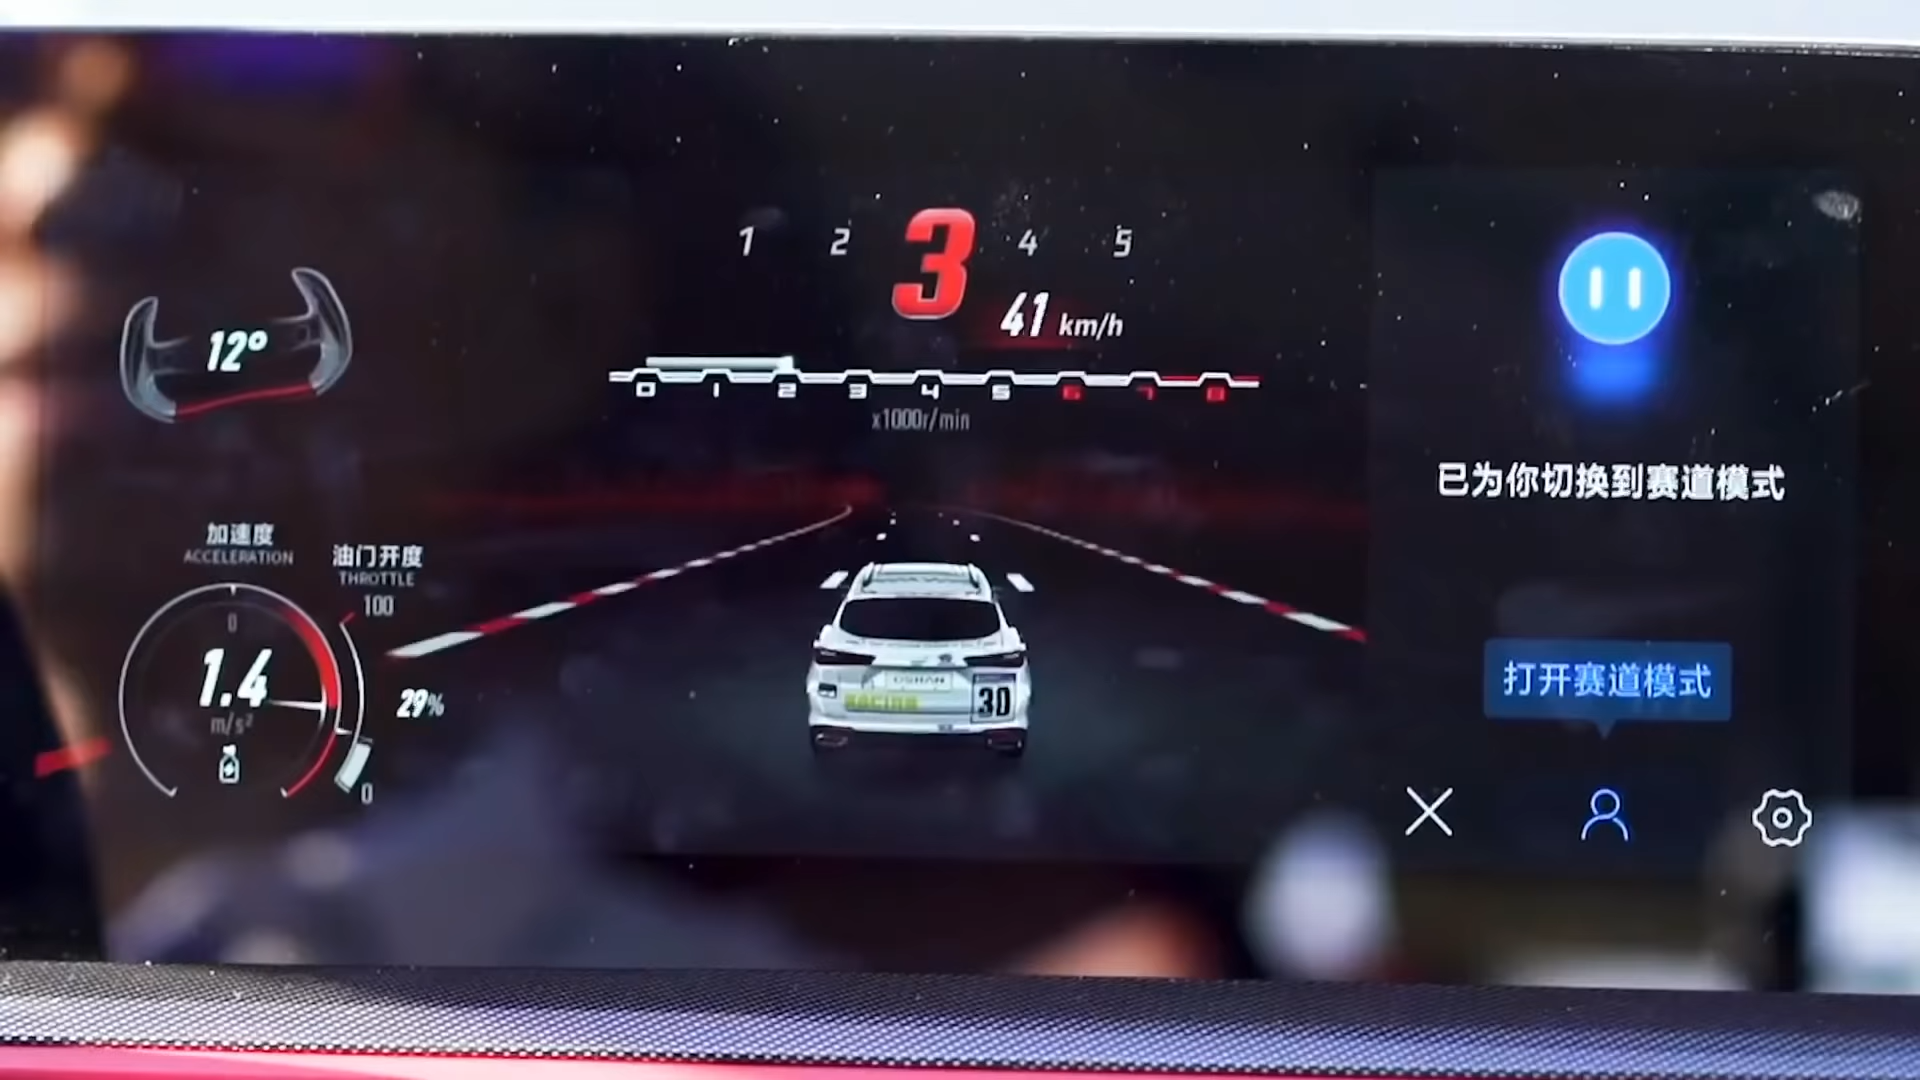 1 2 3 4 5
41 km/h
0 1 2 3 4 5 6 7 8
x1000r/min
12°
加速度
ACCELERATION
油门开度
THROTTLE
100
0
1.4
m/s²
29%
0
OSHAN
RACING
30
已为你切换到赛道模式
打开赛道模式